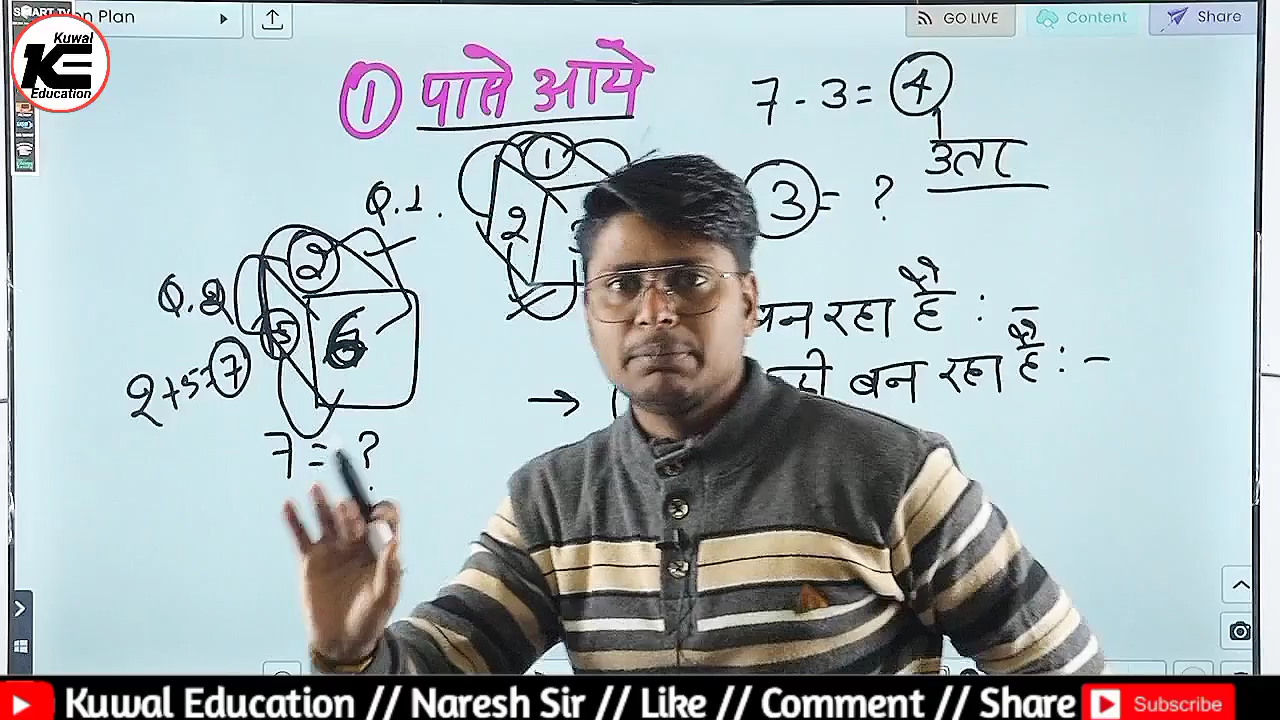 Kuwal
KE
Education
on Plan
GO LIVE
Content
Share
① पासे आये
7 - 3 = 4
उतर
Q.1.
1
2
3 = ?
Q.2
2
5
6
2+5=7
7 = ?
बन रहा है :-
बन रहा है : -
→
Kuwal Education // Naresh Sir // Like // Comment // Share
Subscribe